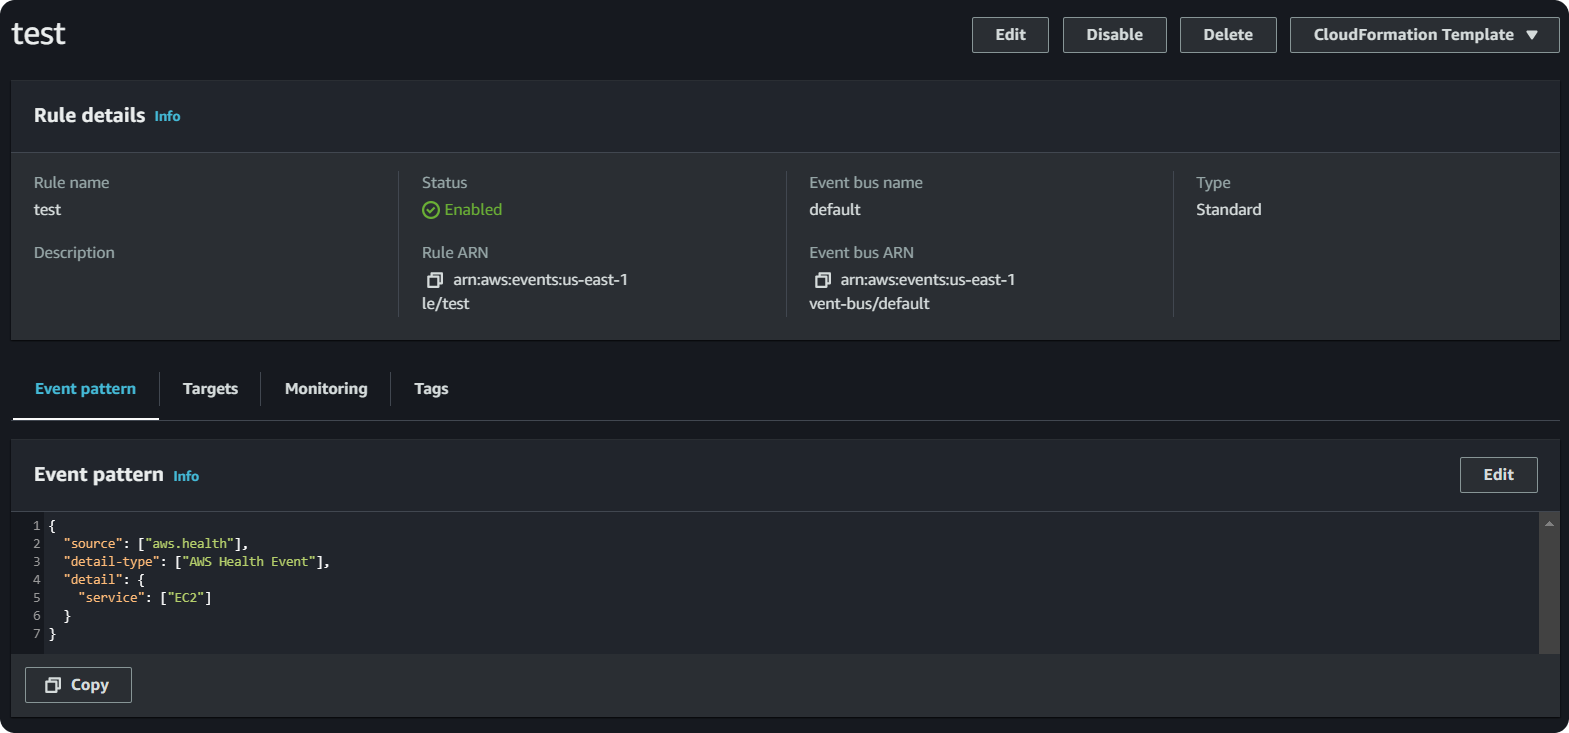 test
Edit
Disable
Delete
CloudFormation Template
Rule details Info
Rule name
test
Description
Status
Enabled
Rule ARN
arn:aws:events:us-east-1
le/test
Event bus name
default
Event bus ARN
arn:aws:events:us-east-1
vent-bus/default
Type
Standard
Event pattern
Targets
Monitoring
Tags
Event pattern Info
Edit
1 {
2 "source": ["aws.health"],
3 "detail-type": ["AWS Health Event"],
4 "detail": {
5 "service": ["EC2"]
6 }
7 }
Copy